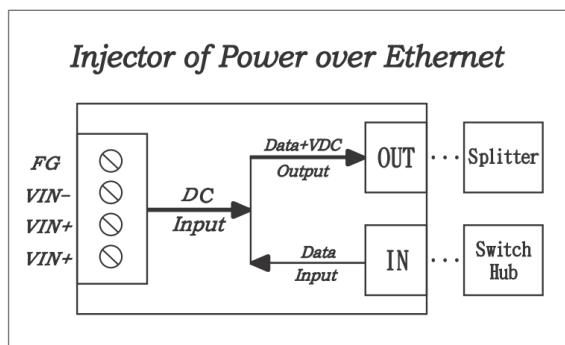 Injector of Power over Ethernet
FG
VIN-
VIN+
VIN+
DC
Input
Data+VDC
Output
OUT
Splitter
Data
Input
IN
Switch
Hub